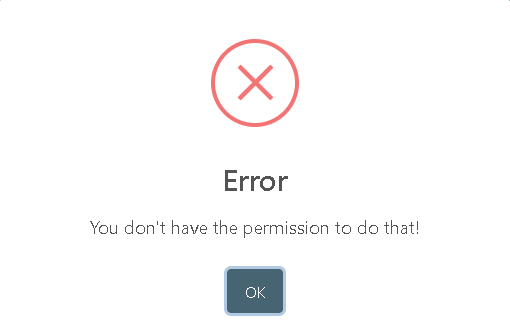 Error
You don't have the permission to do that!
OK